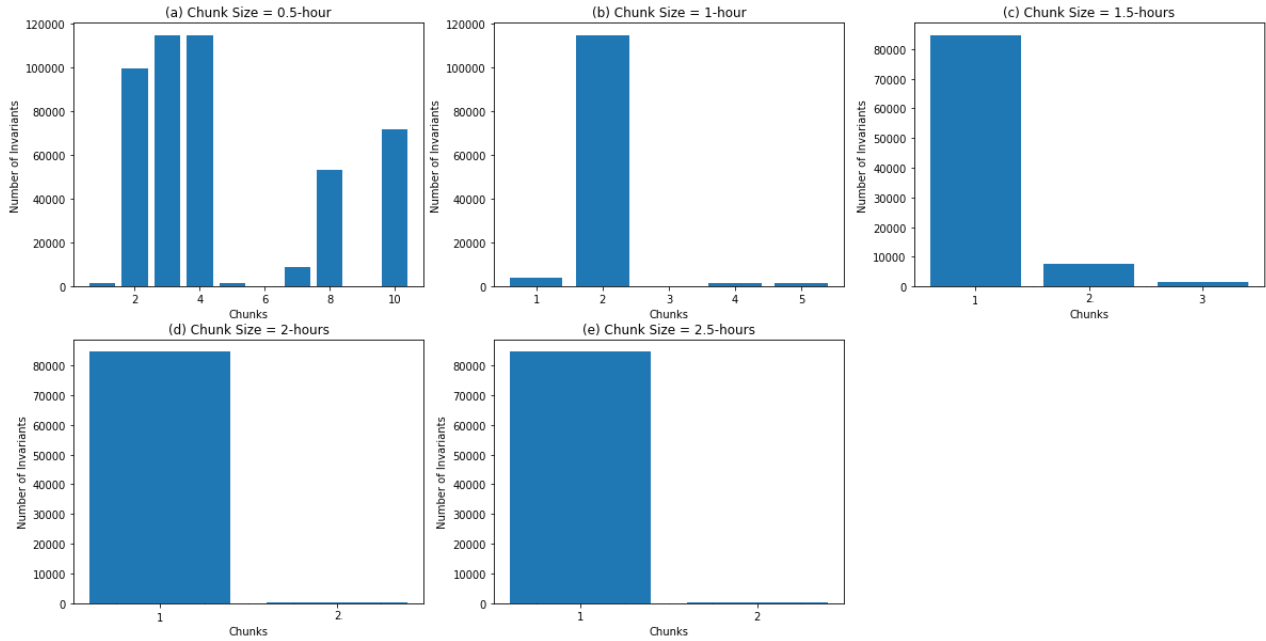 (a) Chunk Size = 0.5-hour
120000
100000
80000
60000
40000
20000
0
Number of Invariants
2 4 6 8 10
Chunks
(b) Chunk Size = 1-hour
120000
100000
80000
60000
40000
20000
0
Number of Invariants
1 2 3 4 5
Chunks
(c) Chunk Size = 1.5-hours
80000
70000
60000
50000
40000
30000
20000
10000
0
Number of Invariants
1 2 3
Chunks
(d) Chunk Size = 2-hours
80000
70000
60000
50000
40000
30000
20000
10000
0
Number of Invariants
1 2
Chunks
(e) Chunk Size = 2.5-hours
80000
70000
60000
50000
40000
30000
20000
10000
0
Number of Invariants
1 2
Chunks